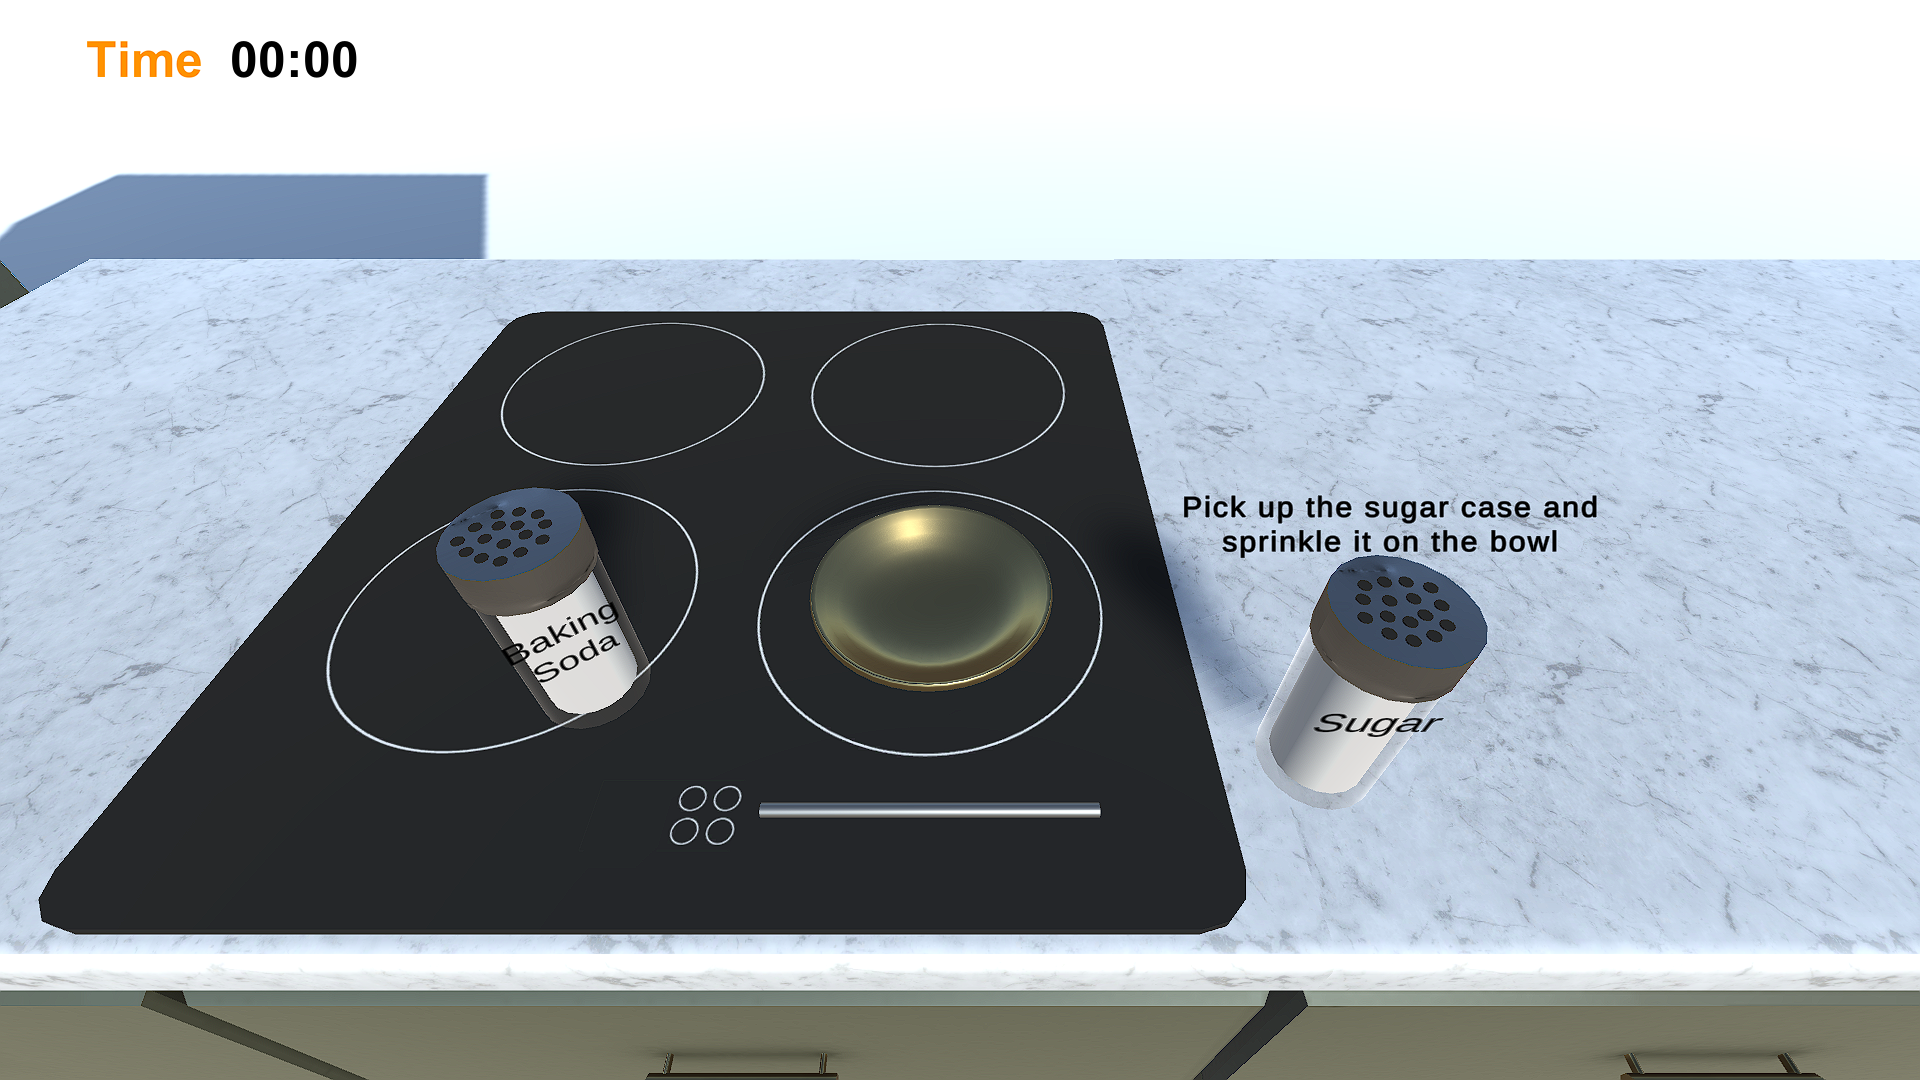 Time 00:00
Pick up the sugar case and
sprinkle it on the bowl
Baking
Soda
Sugar